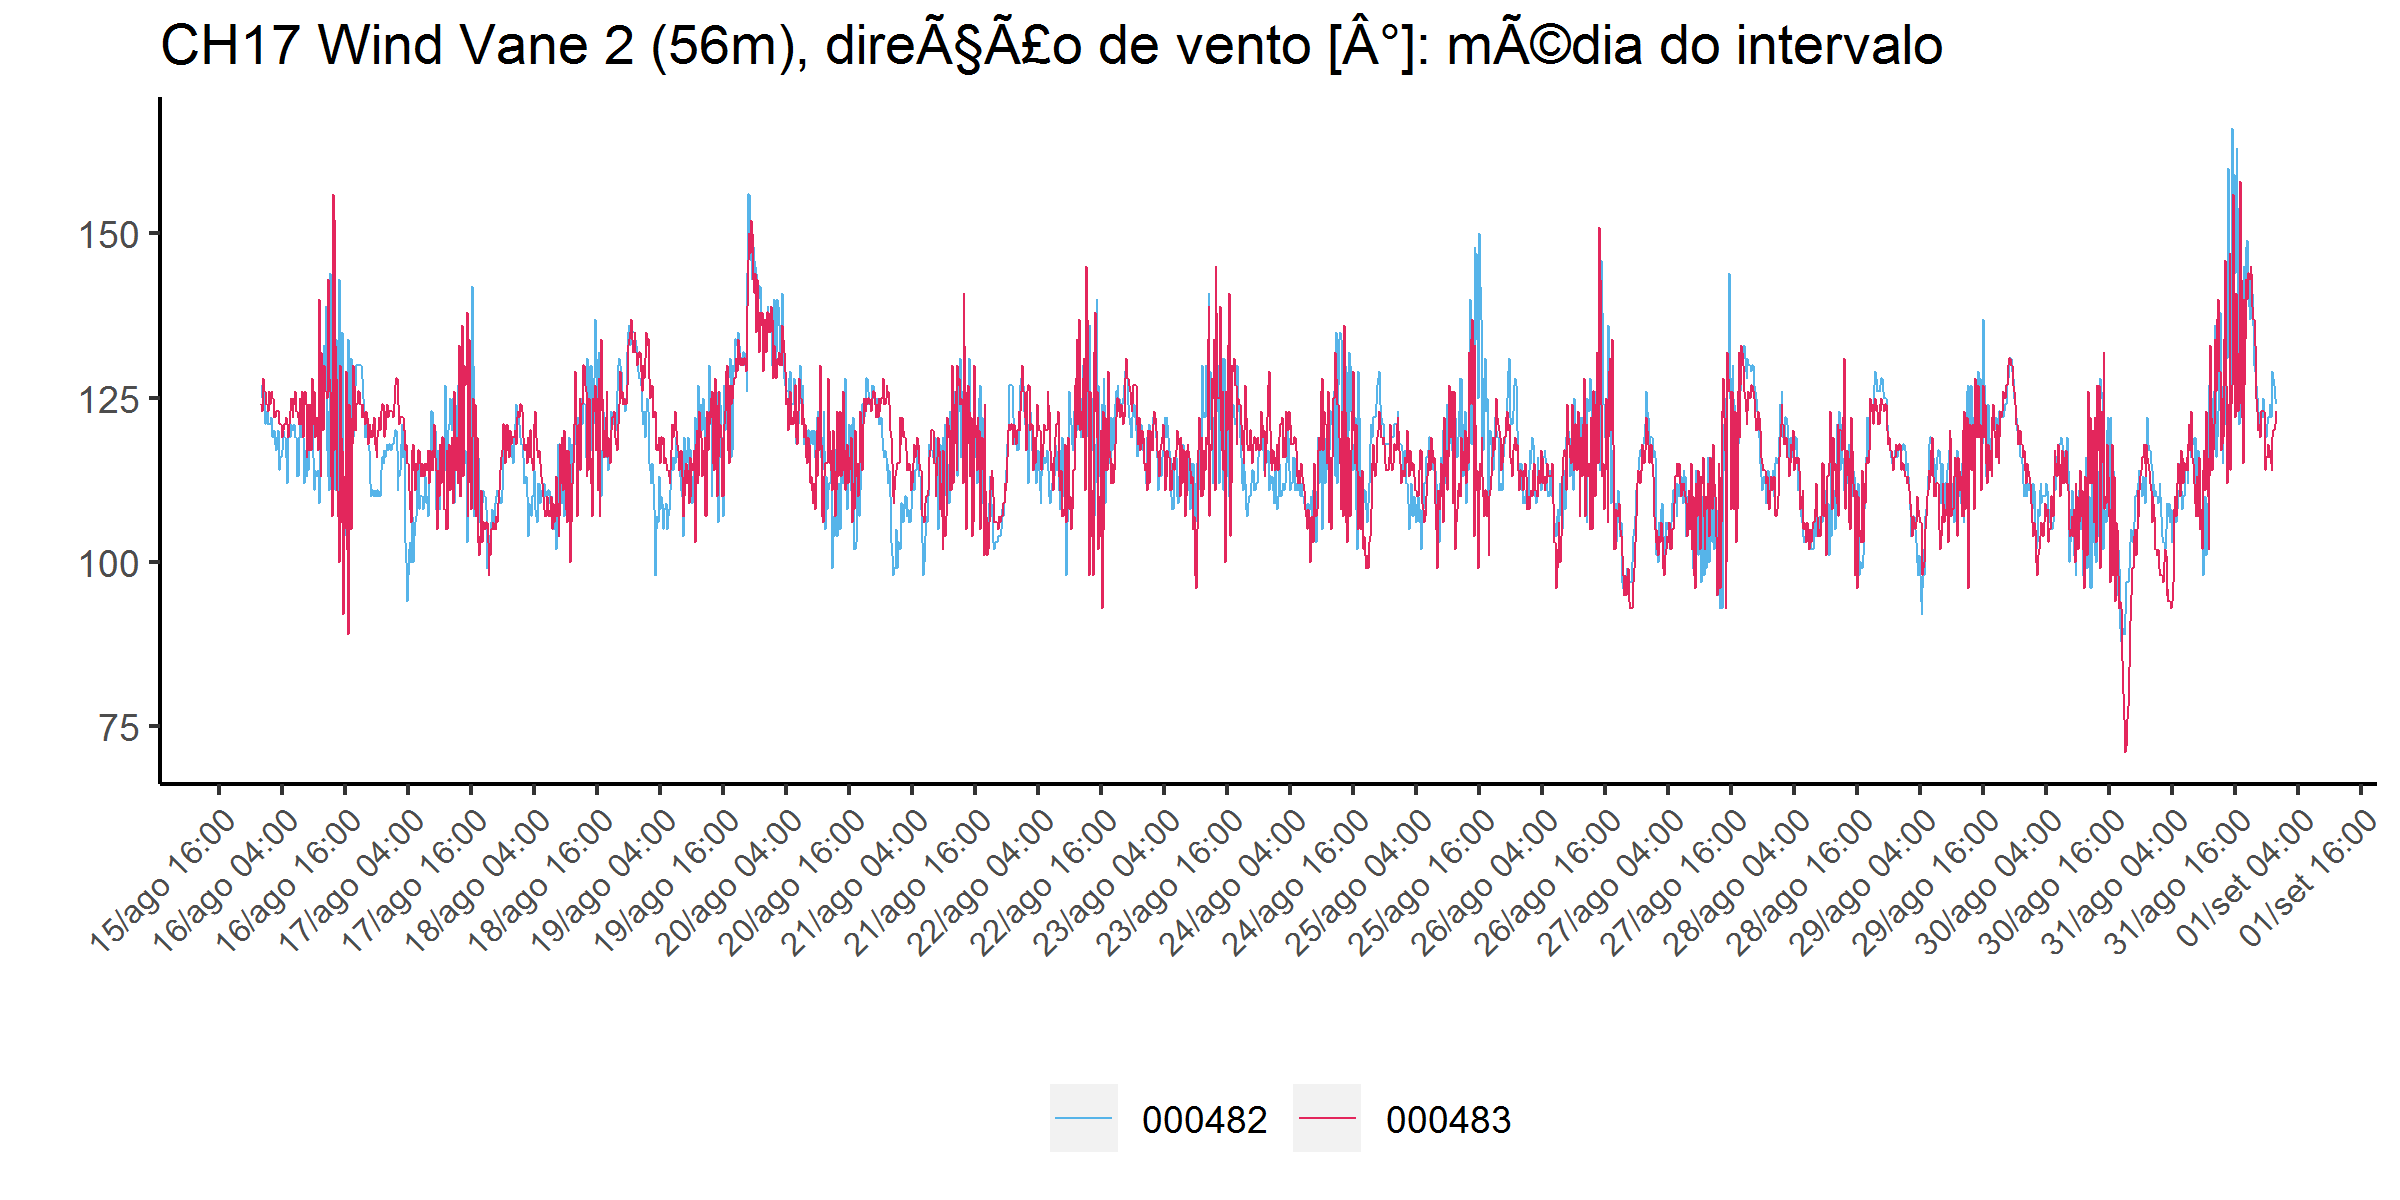 CH17 Wind Vane 2 (56m), direÃ§Ã£o de vento [Â°]: mÃ©dia do intervalo
150
125
100
75
15/ago 16:00
16/ago 04:00
16/ago 16:00
17/ago 04:00
17/ago 16:00
18/ago 04:00
18/ago 16:00
19/ago 04:00
19/ago 16:00
20/ago 04:00
20/ago 16:00
21/ago 04:00
21/ago 16:00
22/ago 04:00
22/ago 16:00
23/ago 04:00
23/ago 16:00
24/ago 04:00
24/ago 16:00
25/ago 04:00
25/ago 16:00
26/ago 04:00
26/ago 16:00
27/ago 04:00
27/ago 16:00
28/ago 04:00
28/ago 16:00
29/ago 04:00
29/ago 16:00
30/ago 04:00
30/ago 16:00
31/ago 04:00
31/ago 16:00
01/set 04:00
01/set 16:00
000482
000483